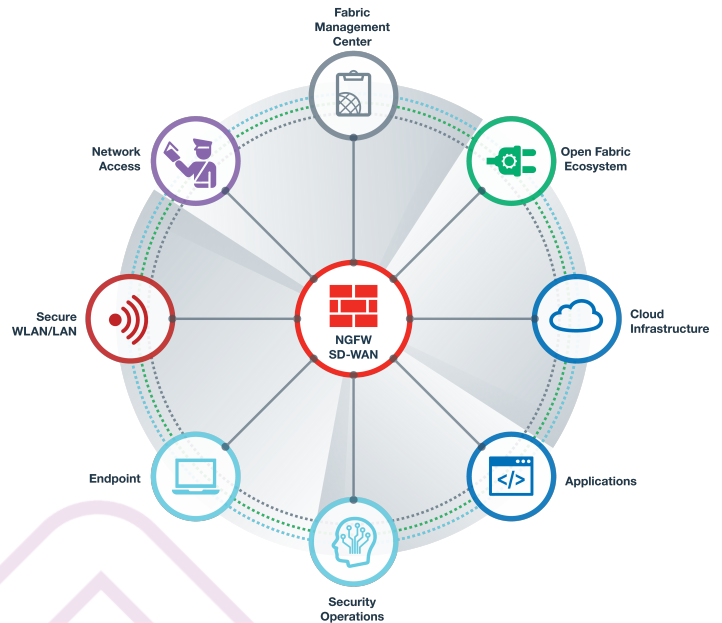 Fabric
Management
Center
Network
Access
Open Fabric
Ecosystem
Secure
WLAN/LAN
NGFW
SD-WAN
Cloud
Infrastructure
Endpoint
</>
Applications
Security
Operations